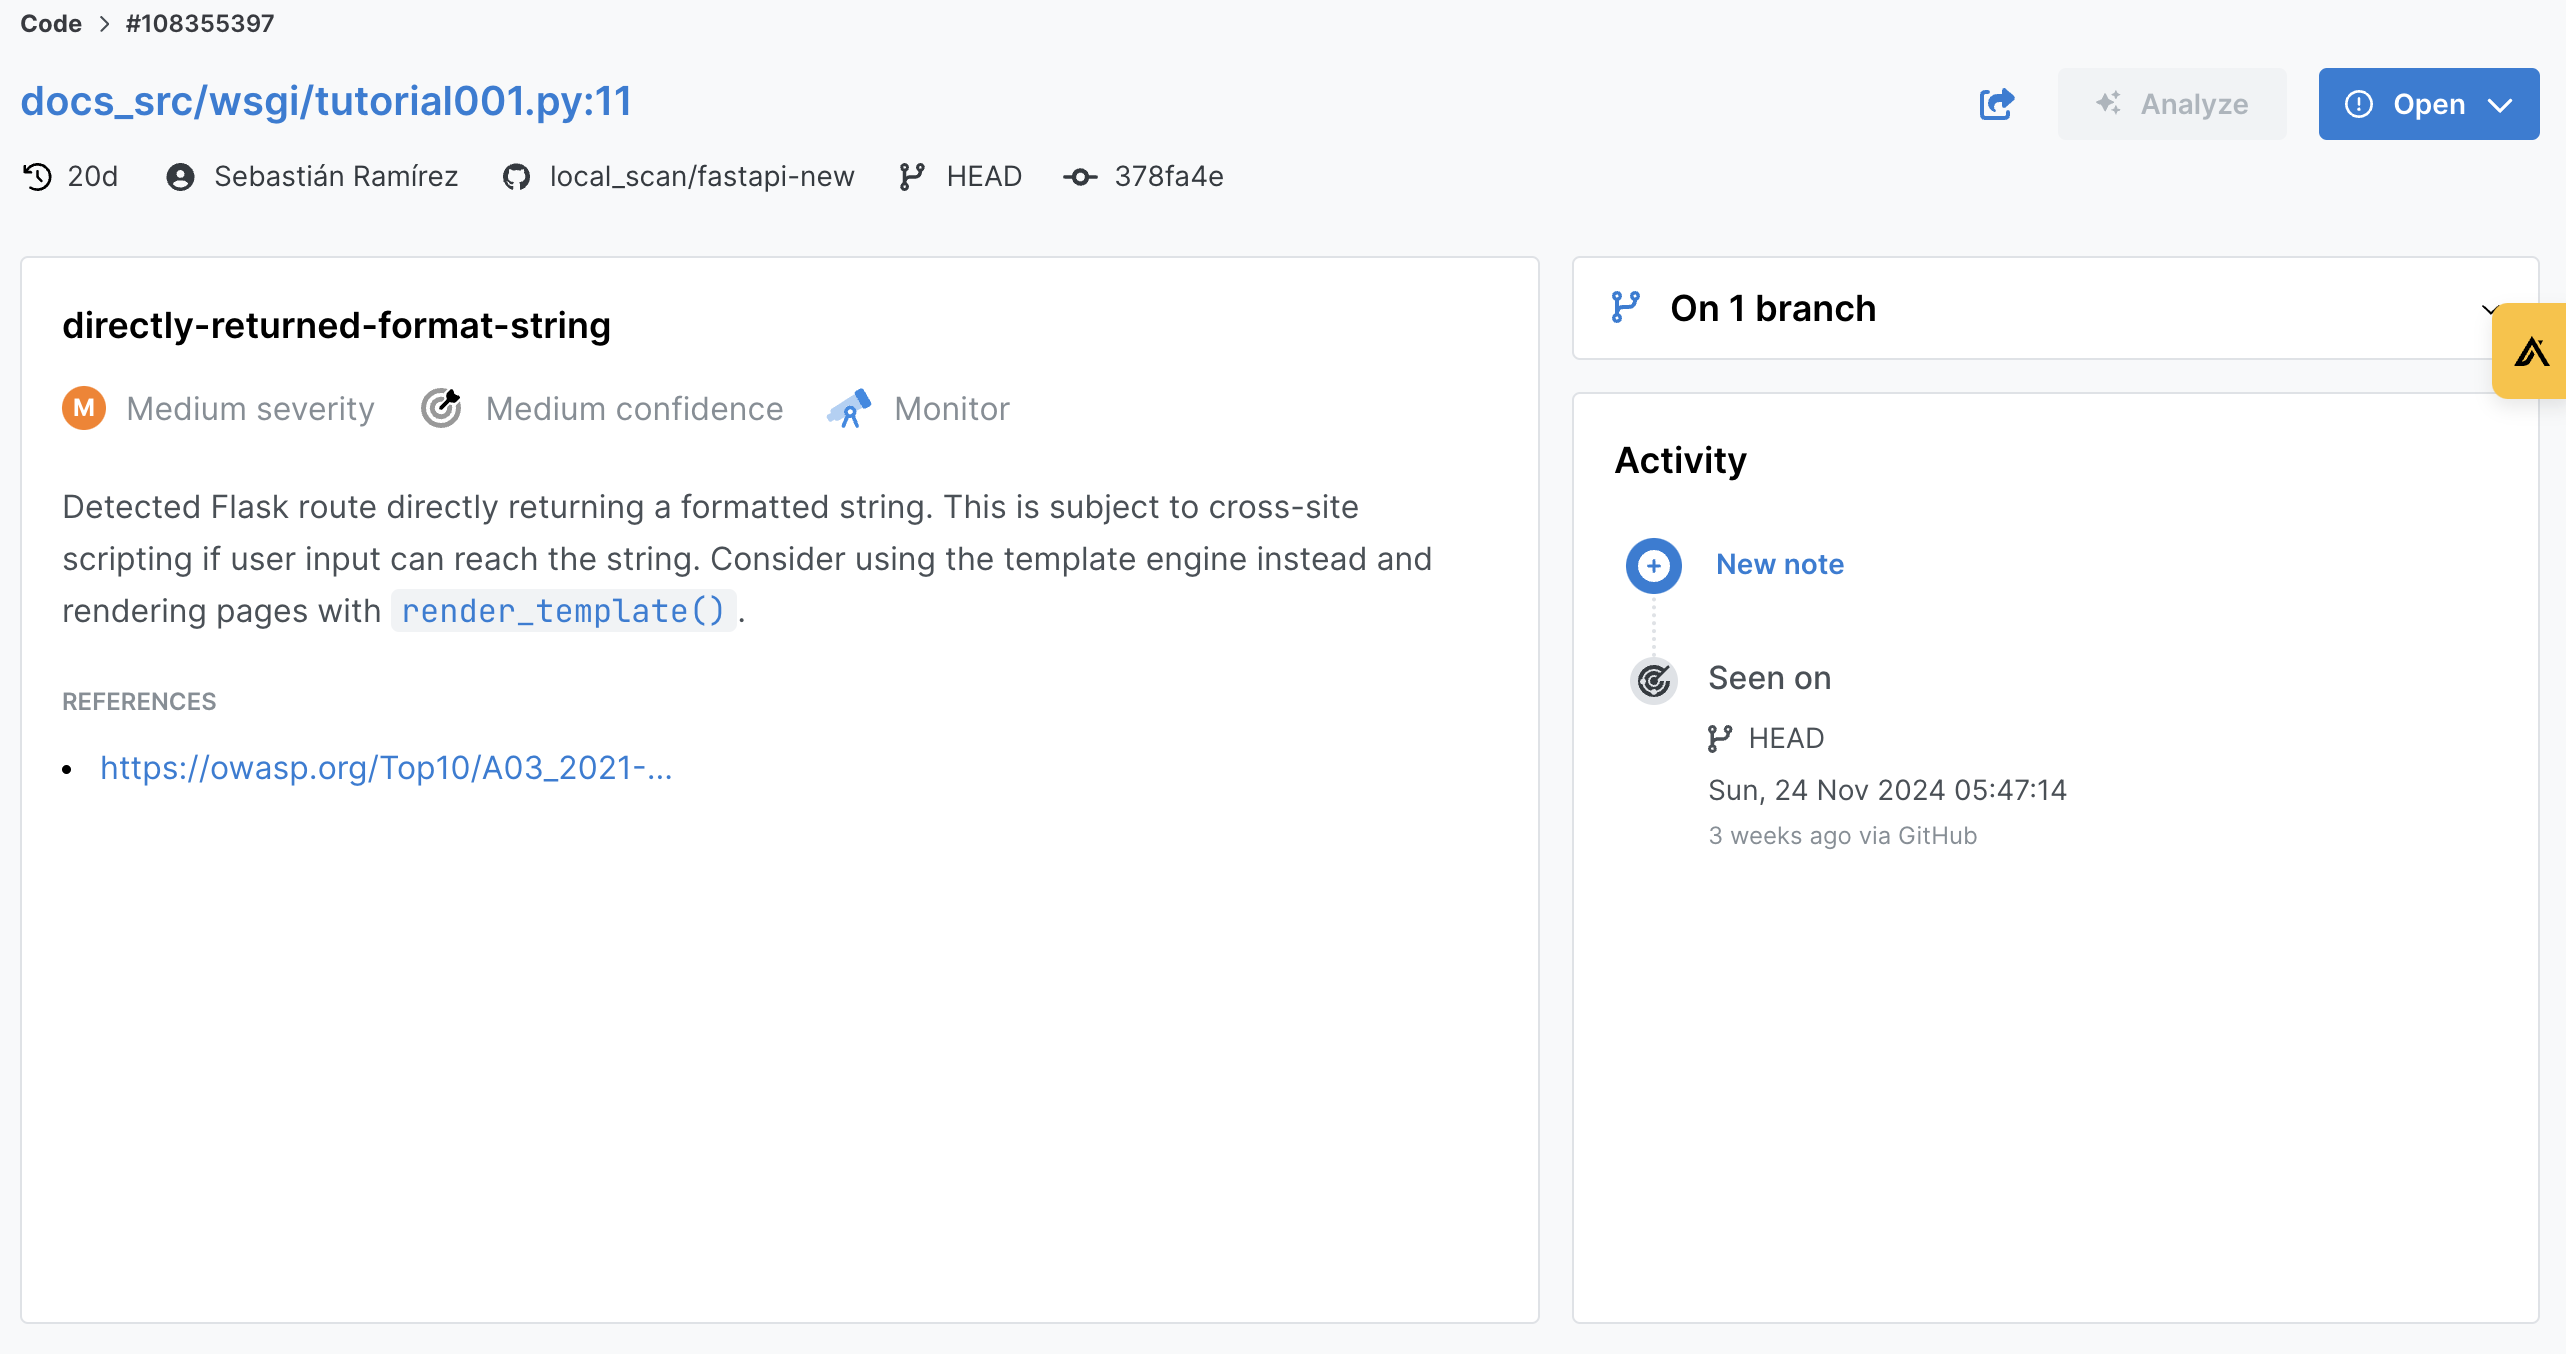 Code > #108355397
docs_src/wsgi/tutorial001.py:11
Analyze
Open
20d
Sebastián Ramírez
local_scan/fastapi-new
HEAD
378fa4e
directly-returned-format-string
M Medium severity
Medium confidence
Monitor
Detected Flask route directly returning a formatted string. This is subject to cross-site
scripting if user input can reach the string. Consider using the template engine instead and
rendering pages with render_template().
REFERENCES
• https://owasp.org/Top10/A03_2021-...
On 1 branch
Activity
New note
Seen on
HEAD
Sun, 24 Nov 2024 05:47:14
3 weeks ago via GitHub